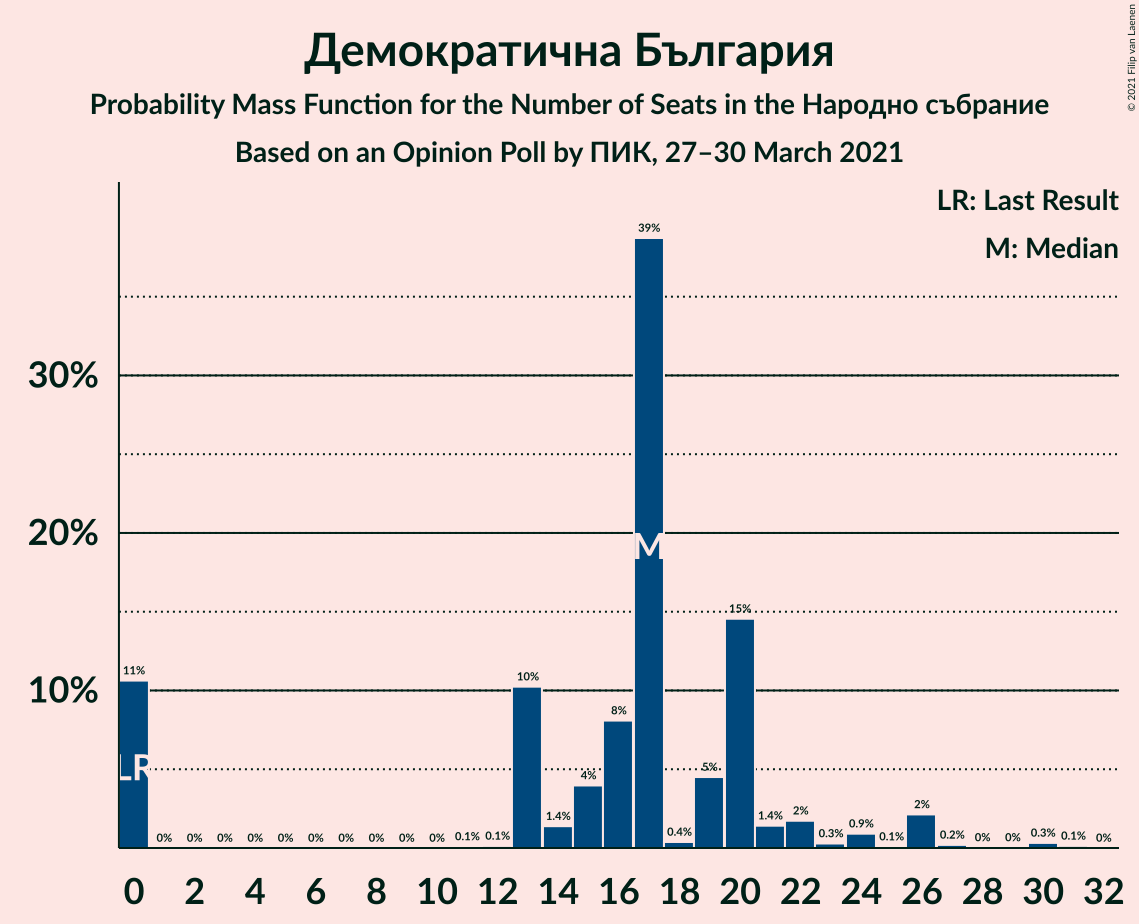 Демократична България
Probability Mass Function for the Number of Seats in the Народно събрание
Based on an Opinion Poll by ПИК, 27–30 March 2021
© 2021 Filip van Laenen
LR: Last Result
M: Median
30%
20%
10%
11% 0% 0% 0% 0% 0% 0% 0% 0% 0% 0% 0.1% 0.1% 10% 1.4% 4% 8% 39% 0.4% 5% 15% 1.4% 2% 0.3% 0.9% 0.1% 2% 0.2% 0% 0% 0.3% 0.1% 0%
LR
M
0 2 4 6 8 10 12 14 16 18 20 22 24 26 28 30 32